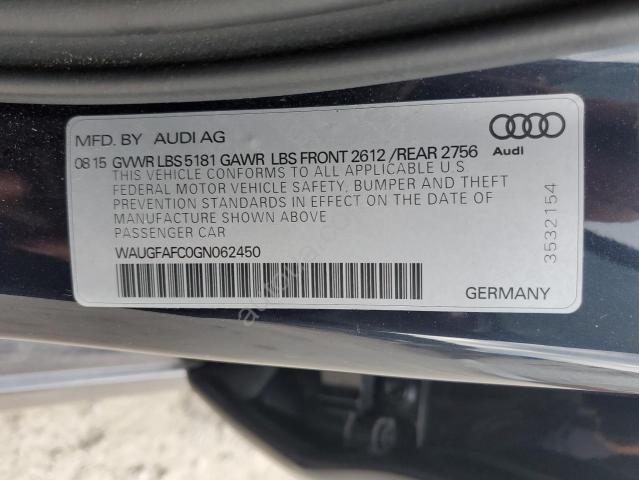 MFD. BY AUDI AG
Audi
08 15 GVWR LBS 5181 GAWR LBS FRONT 2612 /REAR 2756
THIS VEHICLE CONFORMS TO ALL APPLICABLE U.S
FEDERAL MOTOR VEHICLE SAFETY, BUMPER AND THEFT
PREVENTION STANDARDS IN EFFECT ON THE DATE OF
MANUFACTURE SHOWN ABOVE
PASSENGER CAR
WAUGFAFC0GN062450
3532154
GERMANY